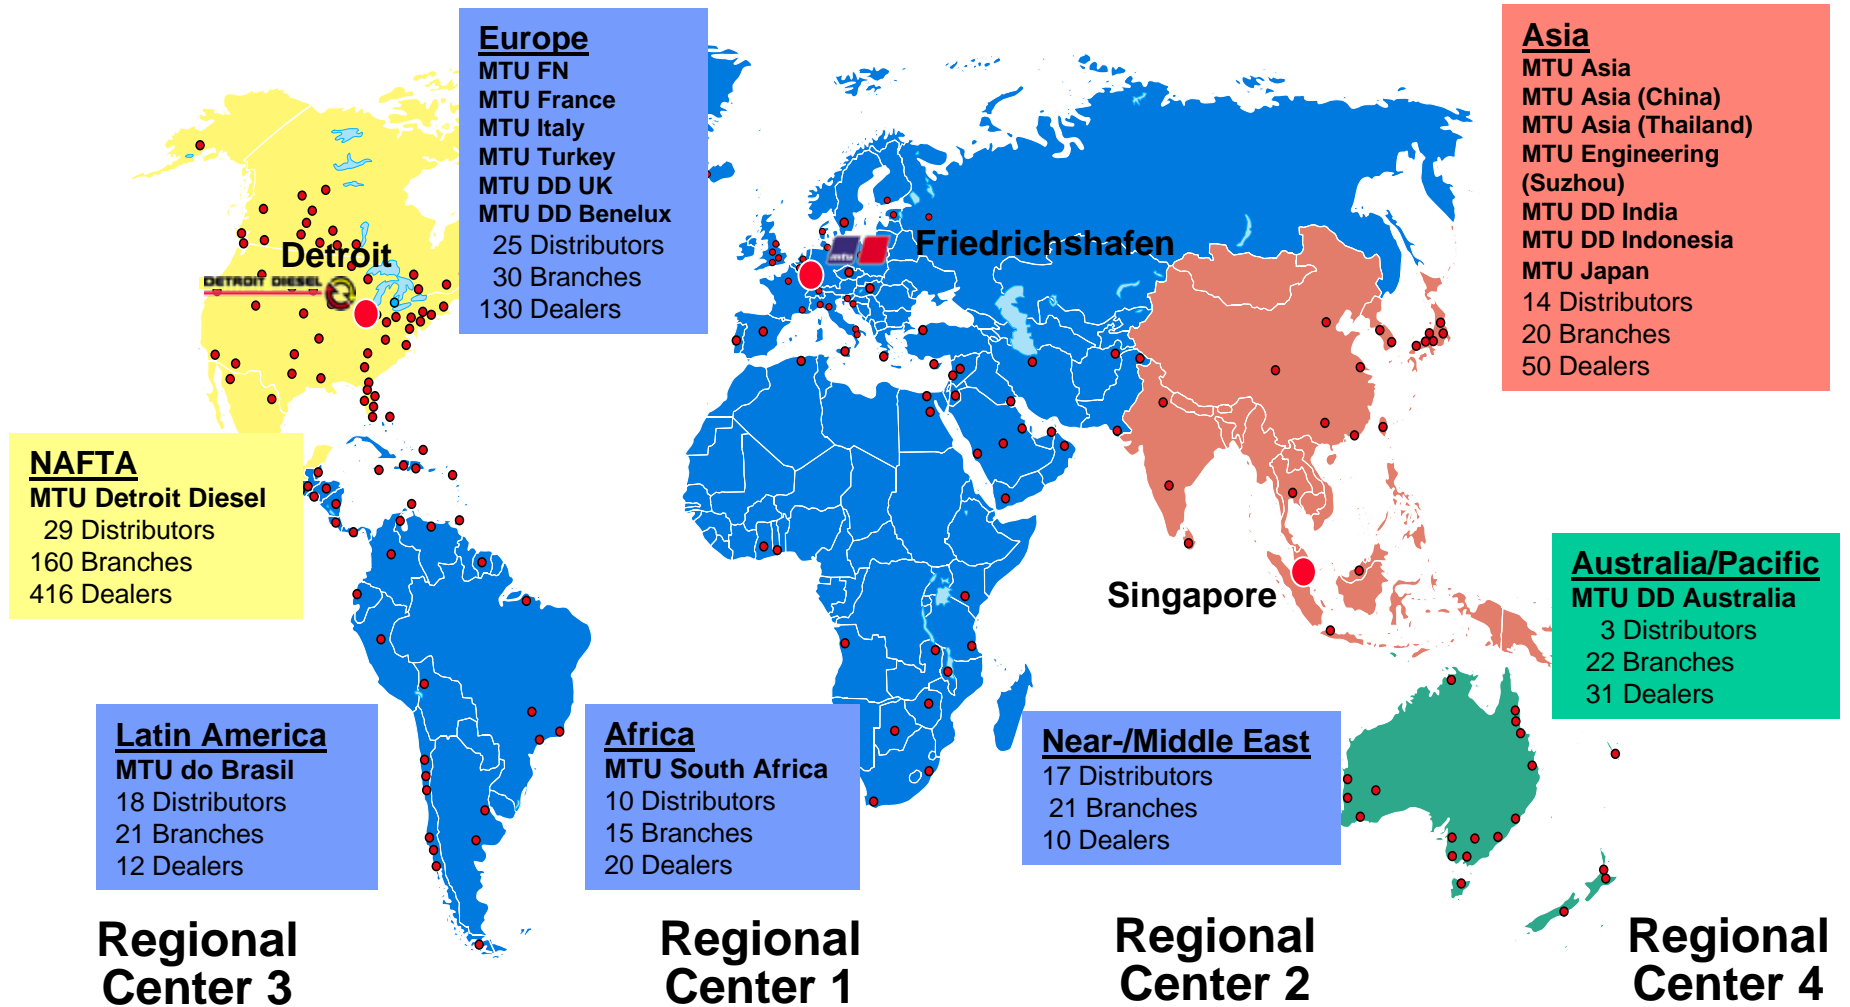 Europe
MTU FN
MTU France
MTU Italy
MTU Turkey
MTU DD UK
MTU DD Benelux
25 Distributors
30 Branches
130 Dealers
Asia
MTU Asia
MTU Asia (China)
MTU Asia (Thailand)
MTU Engineering
(Suzhou)
MTU DD India
MTU DD Indonesia
MTU Japan
14 Distributors
20 Branches
50 Dealers
Detroit
DETROIT DIESEL
mtu
Friedrichshafen
NAFTA
MTU Detroit Diesel
29 Distributors
160 Branches
416 Dealers
Singapore
Australia/Pacific
MTU DD Australia
3 Distributors
22 Branches
31 Dealers
Latin America
MTU do Brasil
18 Distributors
21 Branches
12 Dealers
Africa
MTU South Africa
10 Distributors
15 Branches
20 Dealers
Near-/Middle East
17 Distributors
21 Branches
10 Dealers
Regional
Center 3
Regional
Center 1
Regional
Center 2
Regional
Center 4